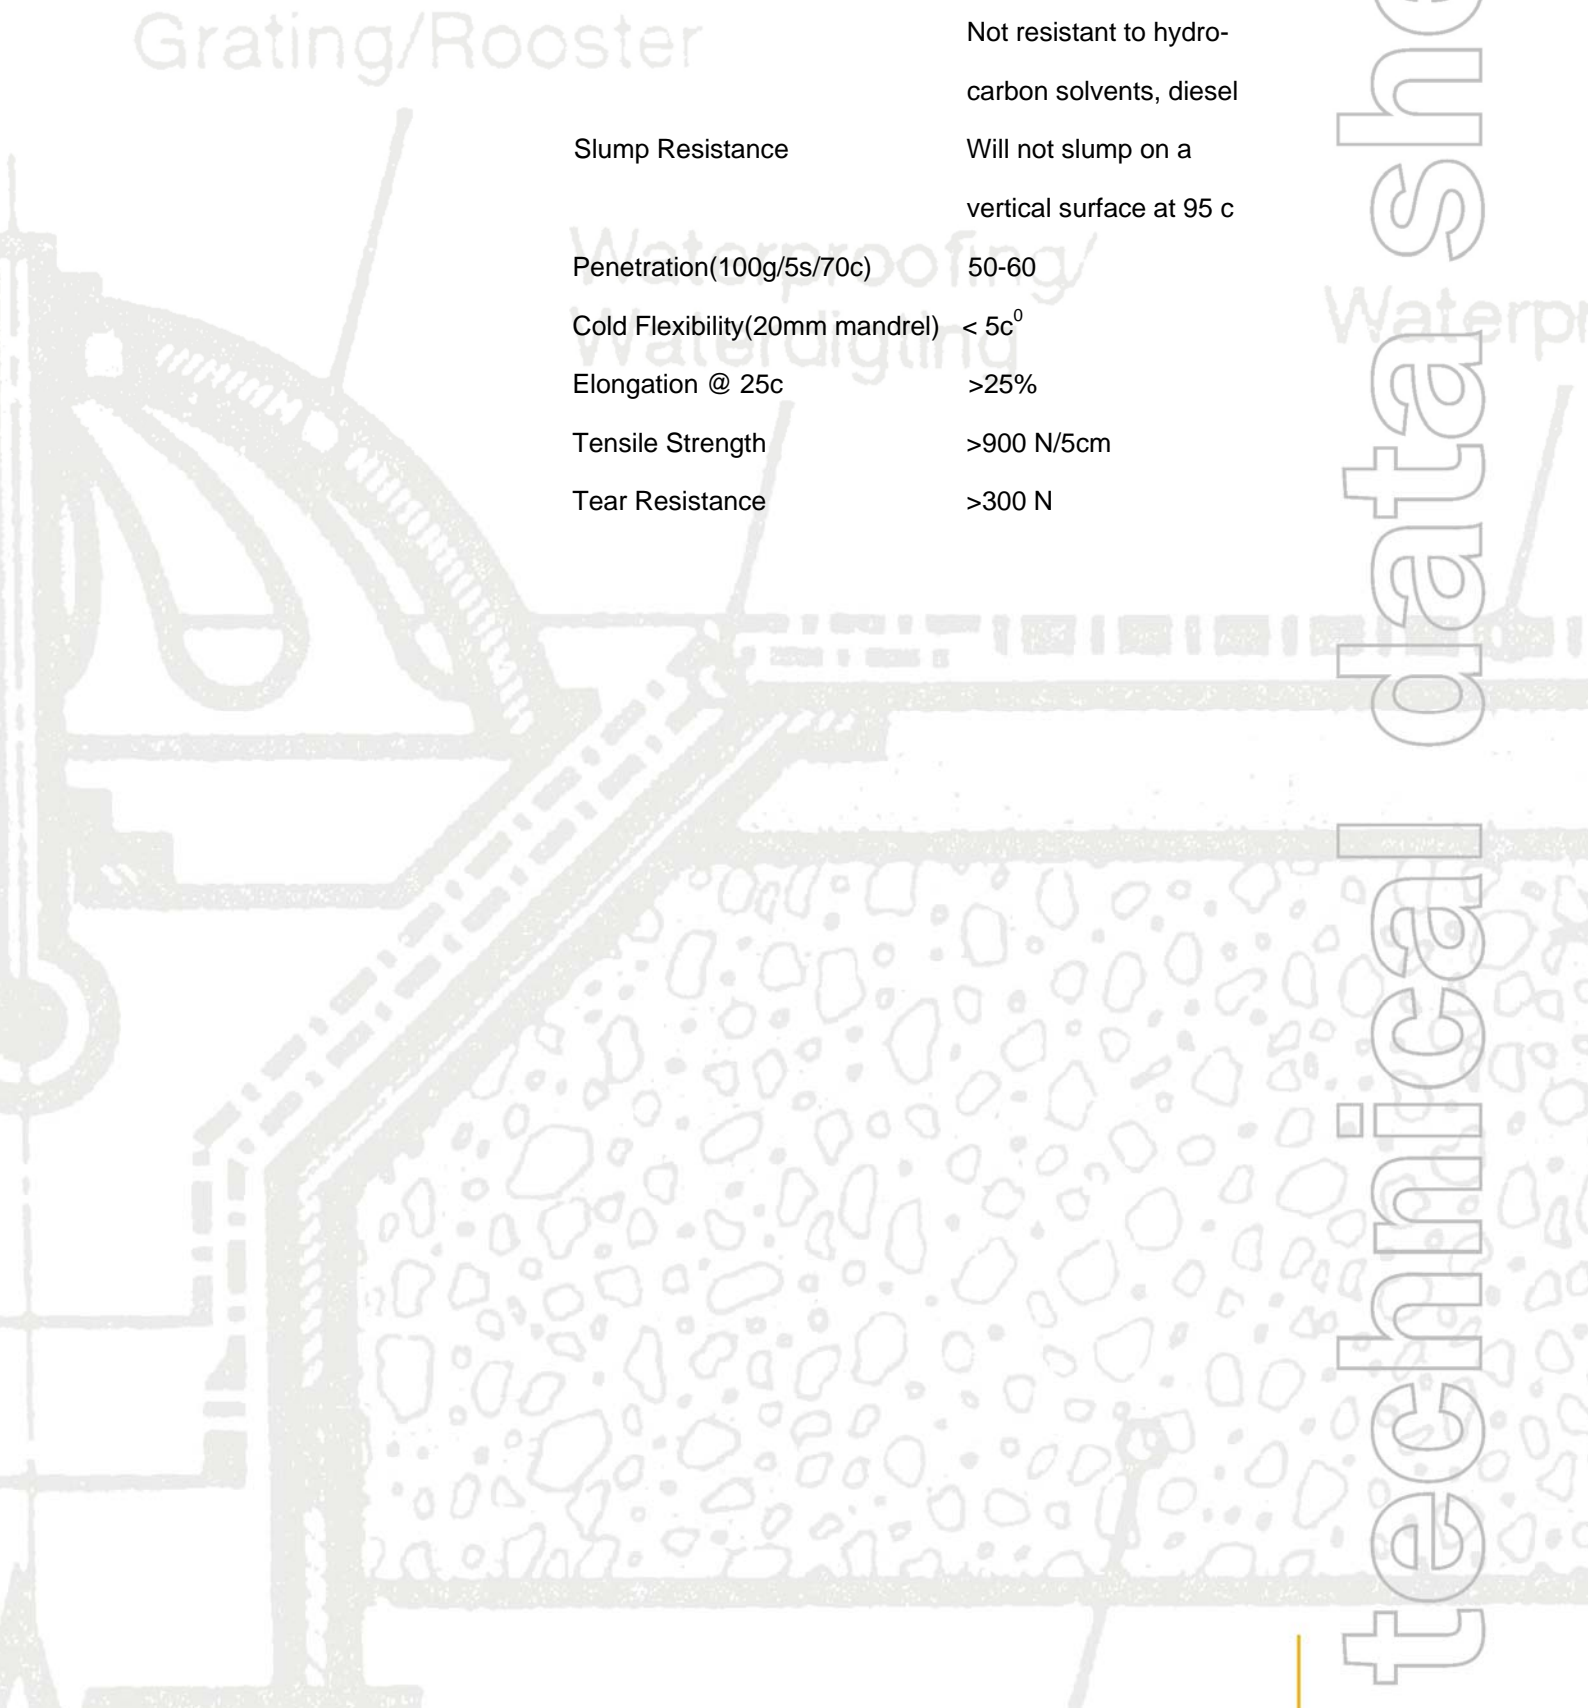 Grating/Rooster
Not resistant to hydro-
carbon solvents, diesel
Slump Resistance Will not slump on a
vertical surface at 95 c
Waterproofing/
Waterdigting
Penetration(100g/5s/70c) 50-60
Cold Flexibility(20mm mandrel) < 5c⁰
Elongation @ 25c >25%
Tensile Strength >900 N/5cm
Tear Resistance >300 N
technical data